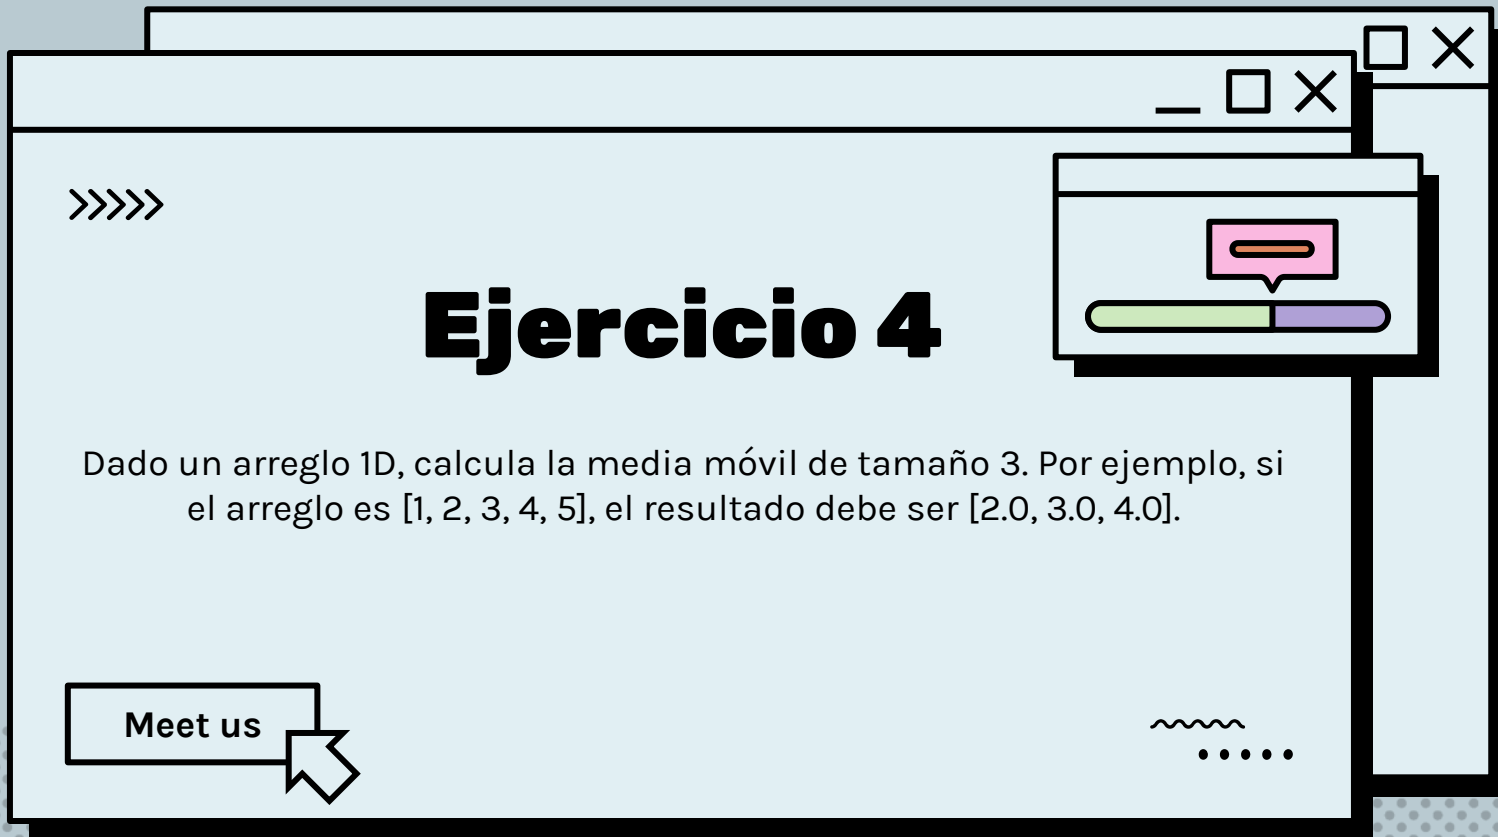 Ejercicio 4
Dado un arreglo 1D, calcula la media móvil de tamaño 3. Por ejemplo, si
el arreglo es [1, 2, 3, 4, 5], el resultado debe ser [2.0, 3.0, 4.0].
Meet us